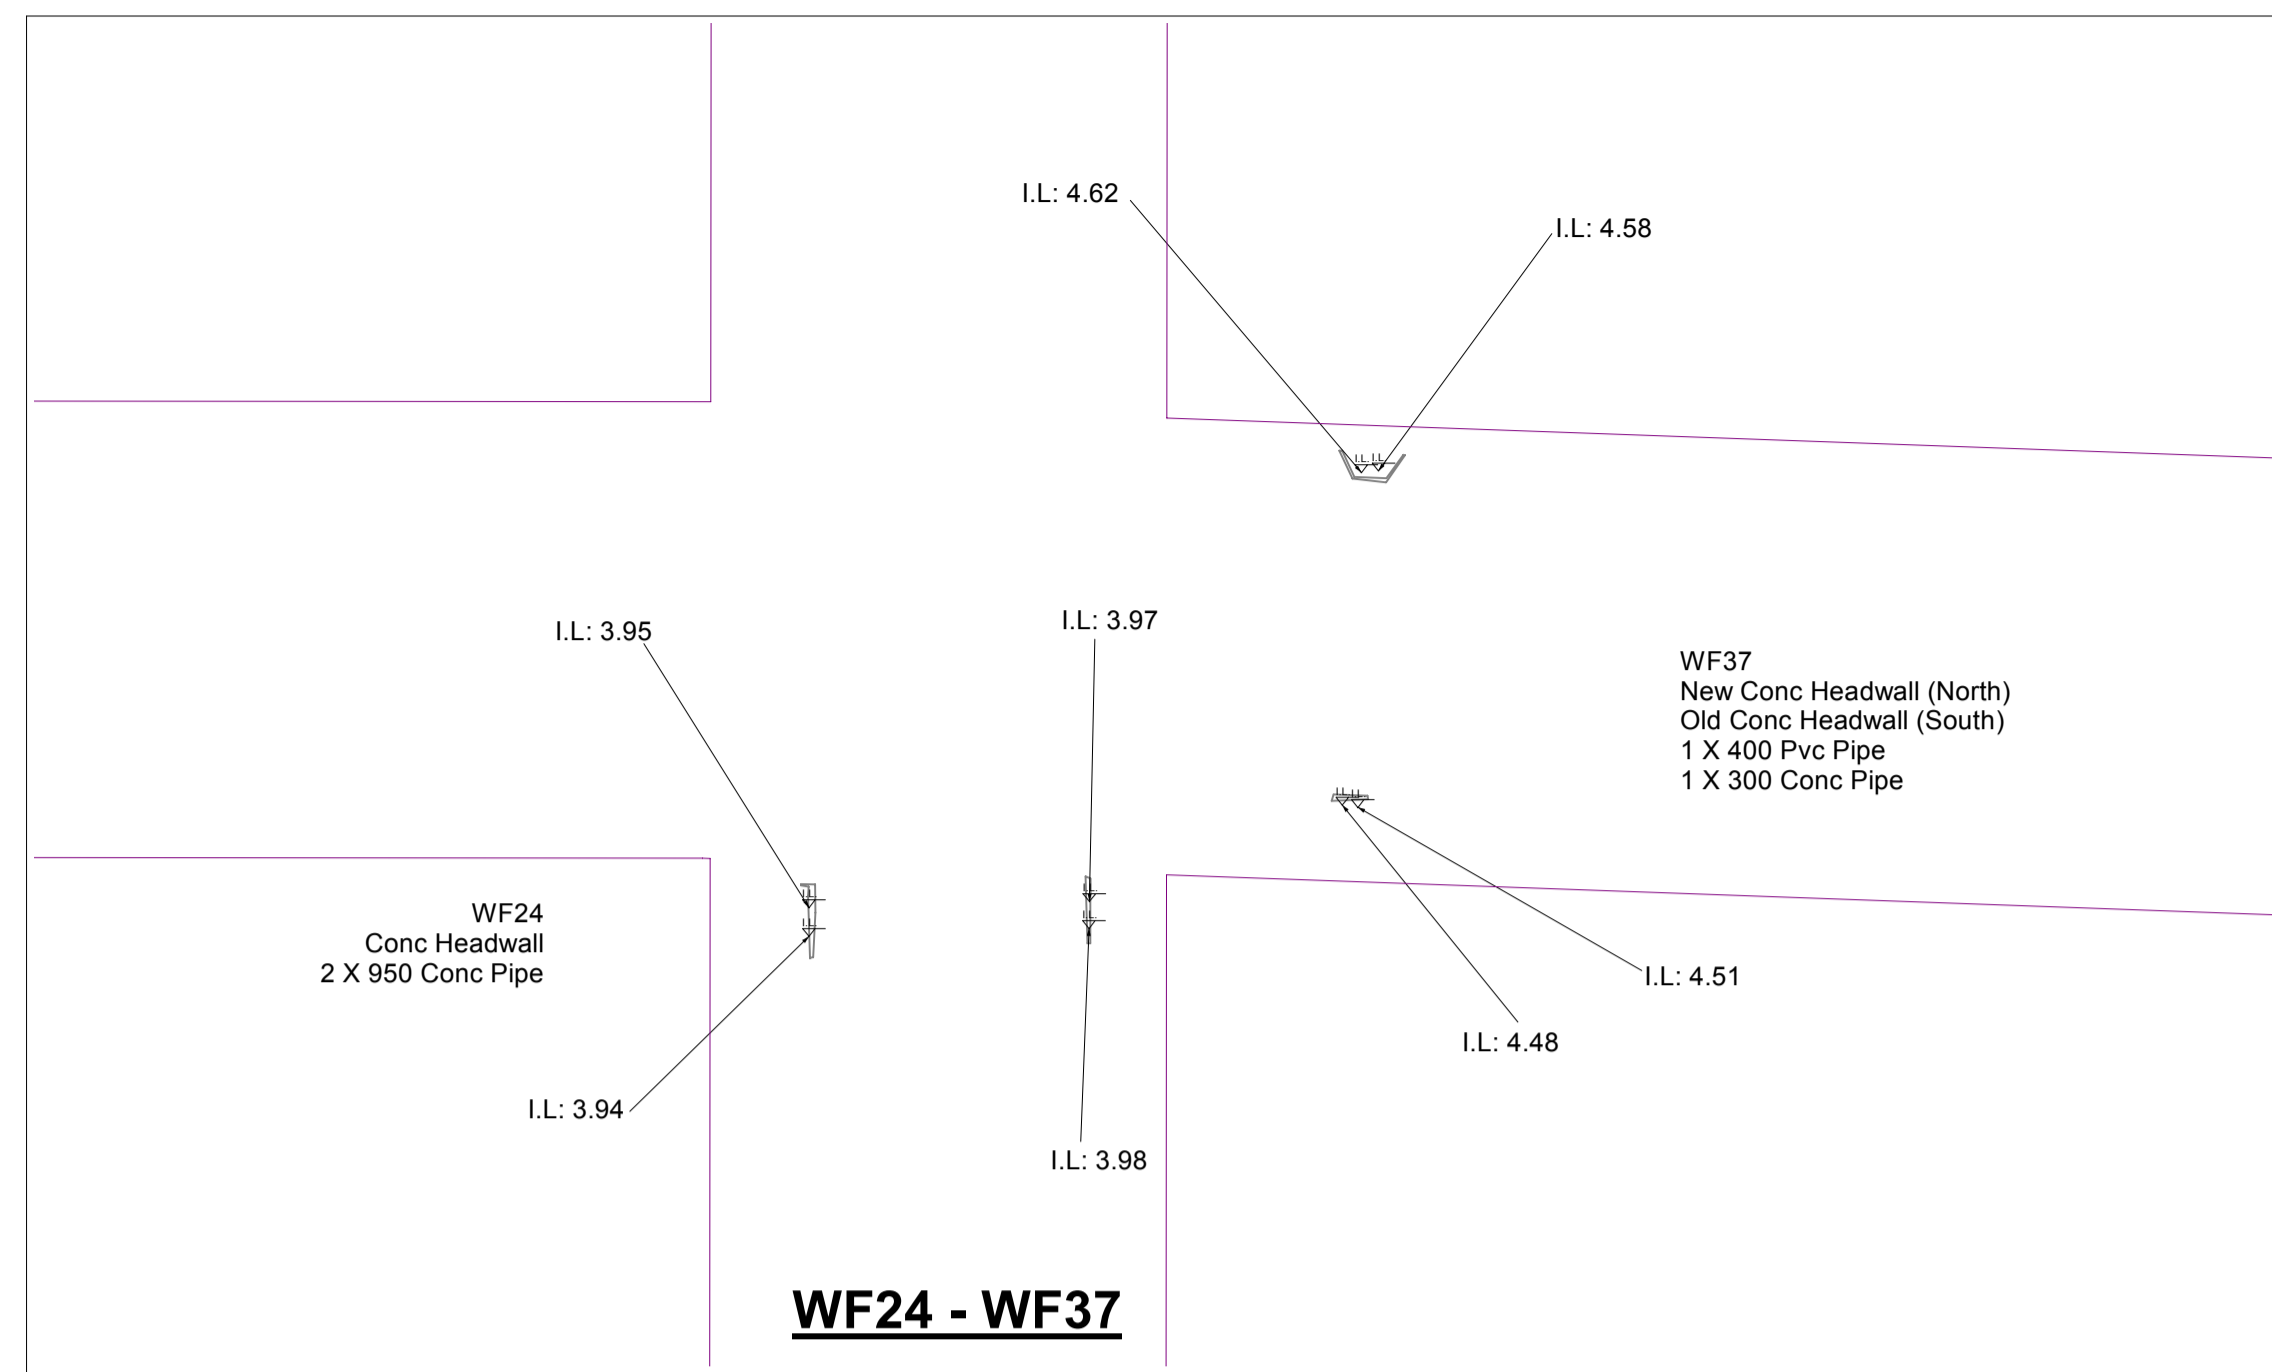 I.L: 4.62
I.L: 4.58
I.L. I.L.
I.L: 3.95
I.L: 3.97
WF37
New Conc Headwall (North)
Old Conc Headwall (South)
1 X 400 Pvc Pipe
1 X 300 Conc Pipe
I.L. I.L.
I.L.
I.L.
I.L.
I.L.
WF24
Conc Headwall
2 X 950 Conc Pipe
I.L: 4.51
I.L: 4.48
I.L: 3.94
I.L: 3.98
WF24 - WF37